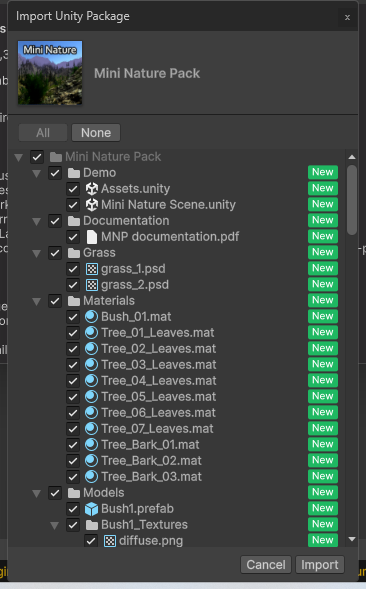 Import Unity Package
x
Mini Nature
Mini Nature Pack
All
None
Mini Nature Pack
Demo New
Assets.unity New
Mini Nature Scene.unity New
Documentation New
MNP documentation.pdf New
Grass New
grass_1.psd New
grass_2.psd New
Materials New
Bush_01.mat New
Tree_01_Leaves.mat New
Tree_02_Leaves.mat New
Tree_03_Leaves.mat New
Tree_04_Leaves.mat New
Tree_05_Leaves.mat New
Tree_06_Leaves.mat New
Tree_07_Leaves.mat New
Tree_Bark_01.mat New
Tree_Bark_02.mat New
Tree_Bark_03.mat New
Models New
Bush1.prefab New
Bush1_Textures New
diffuse.png New
Cancel
Import